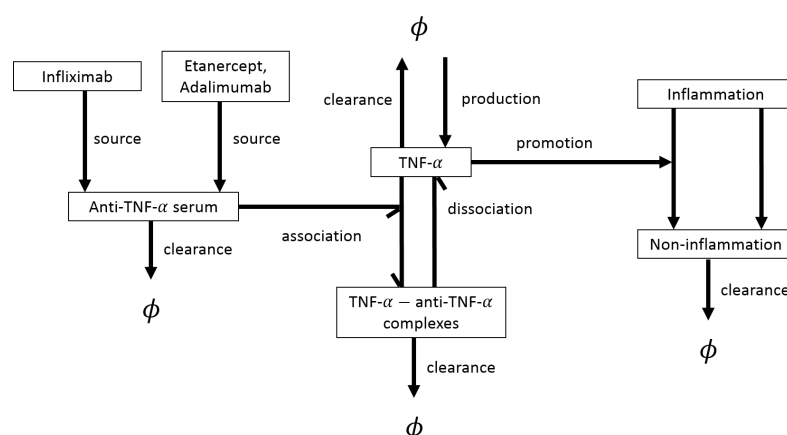 ϕ
Infliximab
Etanercept,
Adalimumab
clearance
production
Inflammation
source
source
promotion
TNF-α
Anti-TNF-α serum
association
dissociation
clearance
Non-inflammation
ϕ
TNF-α − anti-TNF-α
complexes
clearance
ϕ
clearance
ϕ